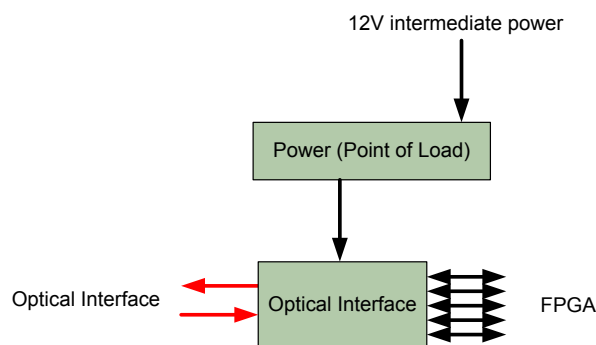 12V intermediate power
Power (Point of Load)
Optical Interface
Optical Interface
FPGA